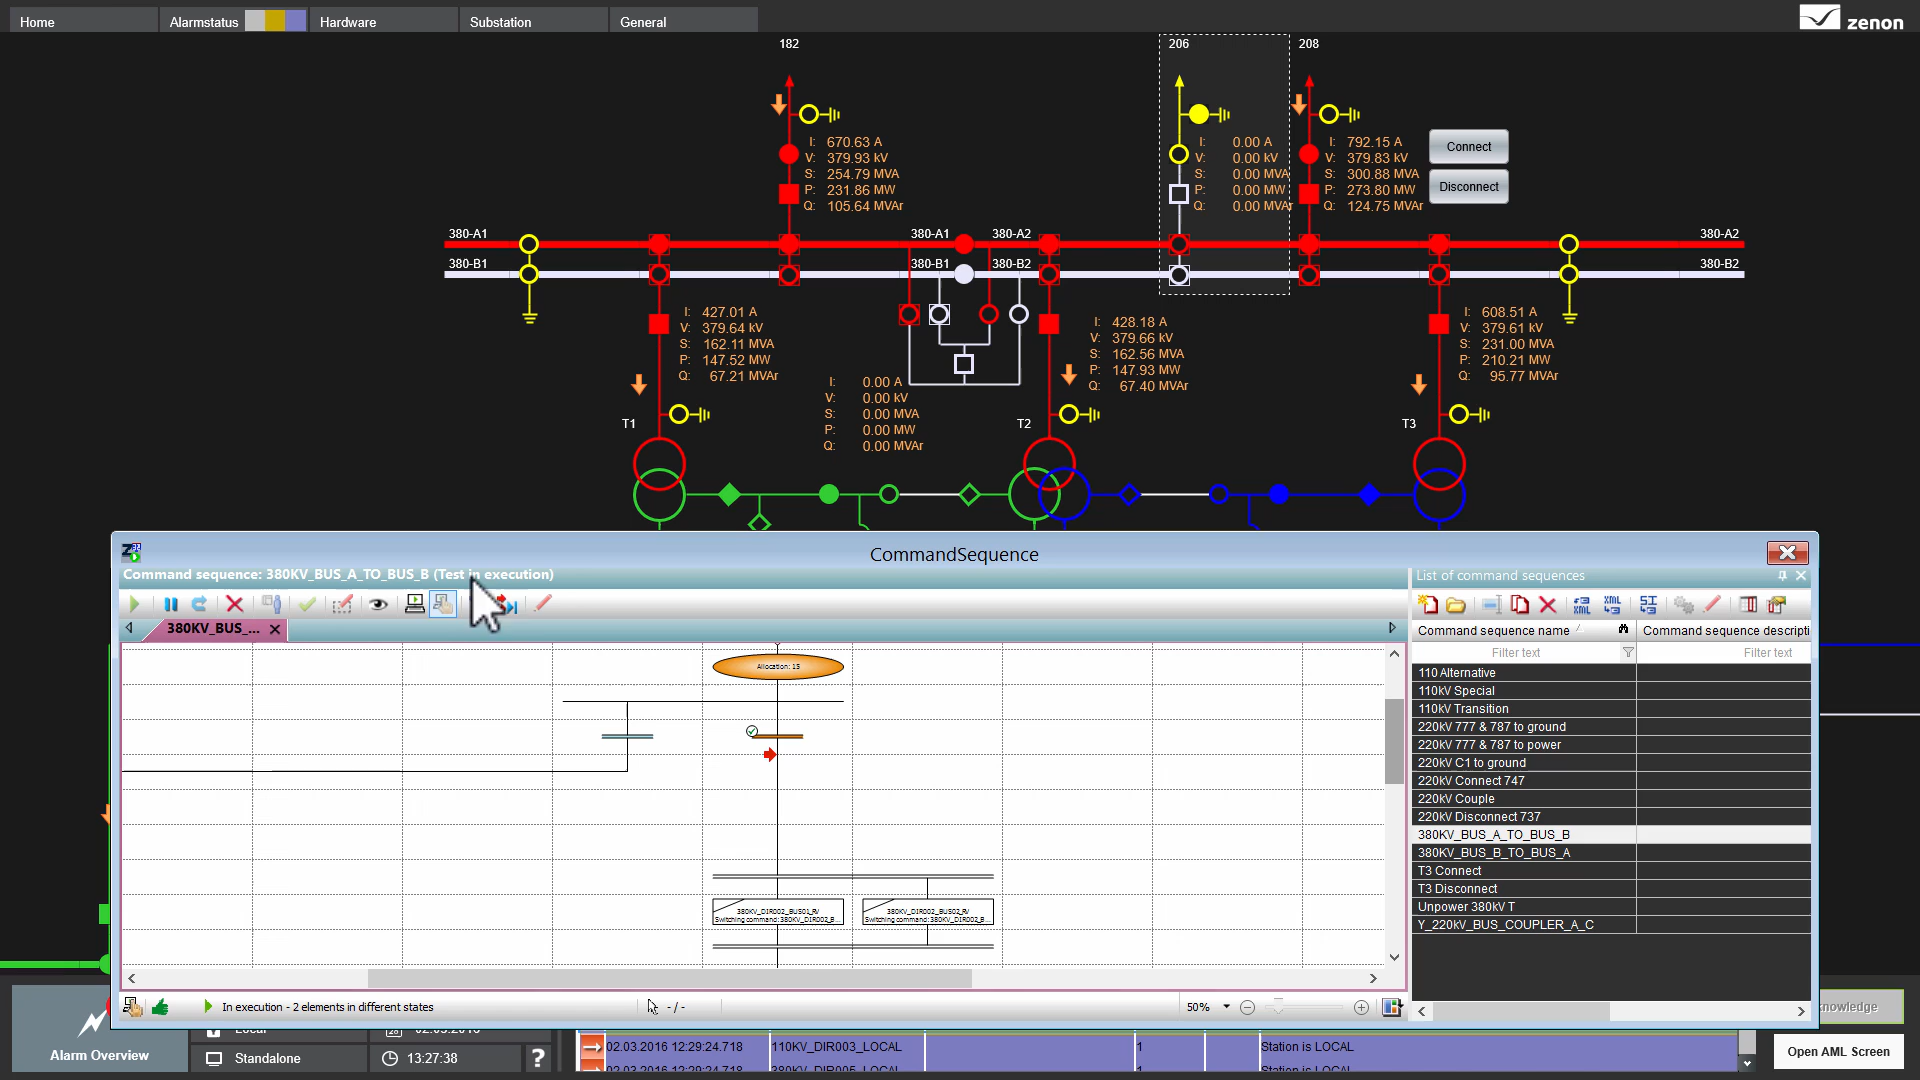 Home
Alarmstatus
Hardware
Substation
General
zenon
182
206
208
I: 670.63 A
V: 379.93 kV
S: 254.79 MVA
P: 231.86 MW
Q: 105.64 MVAr
I: 0.00 A
V: 0.00 kV
S: 0.00 MVA
P: 0.00 MW
Q: 0.00 MVAr
I: 792.15 A
V: 379.83 kV
S: 300.88 MVA
P: 273.80 MW
Q: 124.75 MVAr
Connect
Disconnect
380-A1
380-A1
380-A2
380-A2
380-B1
380-B1
380-B2
380-B2
I: 427.01 A
V: 379.64 kV
S: 162.11 MVA
P: 147.52 MW
Q: 67.21 MVAr
I: 0.00 A
V: 0.00 kV
S: 0.00 MVA
P: 0.00 MW
Q: 0.00 MVAr
I: 428.18 A
V: 379.66 kV
S: 162.56 MVA
P: 147.93 MW
Q: 67.40 MVAr
I: 608.51 A
V: 379.61 kV
S: 231.00 MVA
P: 210.21 MW
Q: 95.77 MVAr
T1
T2
T3
CommandSequence
Command sequence: 380KV_BUS_A_TO_BUS_B (Test in execution)
380KV_BUS_...
Allocation: 15
380KV_DIR002_BUS01_RV
Switching command: 380KV_DIR002_B...
380KV_DIR002_BUS02_RV
Switching command: 380KV_DIR002_B...
In execution - 2 elements in different states
- / -
50%
List of command sequences
Command sequence name
Command sequence descripti
Filter text
Filter text
110 Alternative
110kV Special
110kV Transition
220kV 777 & 787 to ground
220kV 777 & 787 to power
220kV C1 to ground
220kV Connect 747
220kV Couple
220kV Disconnect 737
380KV_BUS_A_TO_BUS_B
380KV_BUS_B_TO_BUS_A
T3 Connect
T3 Disconnect
Unpower 380kV T
Y_220kV_BUS_COUPLER_A_C
Alarm Overview
Standalone
13:27:38
?
02.03.2016 12:29:24.718
110KV_DIR003_LOCAL
1
Station is LOCAL
Open AML Screen